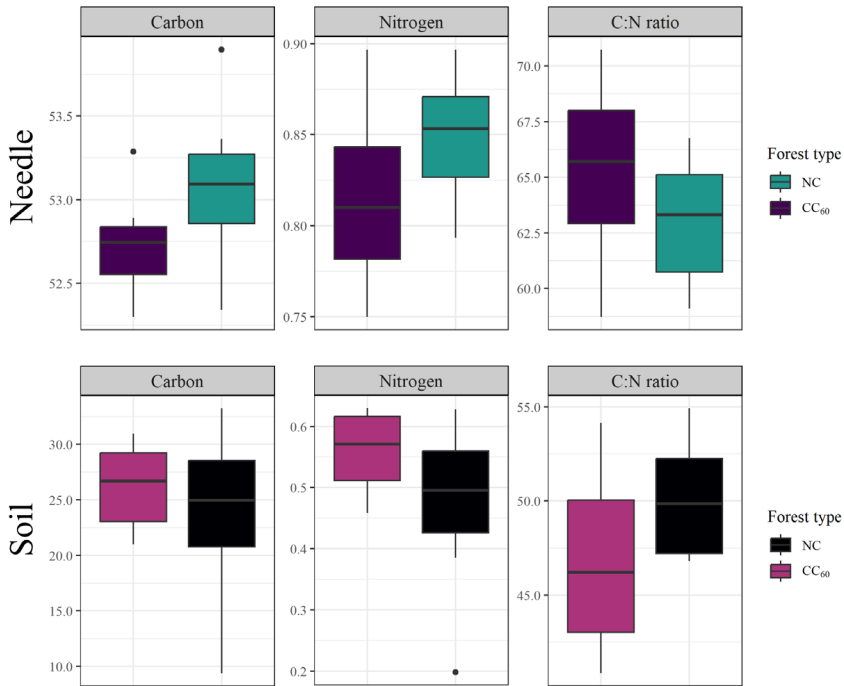 Carbon
Nitrogen
C:N ratio
Needle
53.5
53.0
52.5
0.90
0.85
0.80
0.75
70.0
67.5
65.0
62.5
60.0
Forest type
NC
CC₆₀
Carbon
Nitrogen
C:N ratio
Soil
30.0
25.0
20.0
15.0
10.0
0.6
0.5
0.4
0.3
0.2
55.0
50.0
45.0
Forest type
NC
CC₆₀